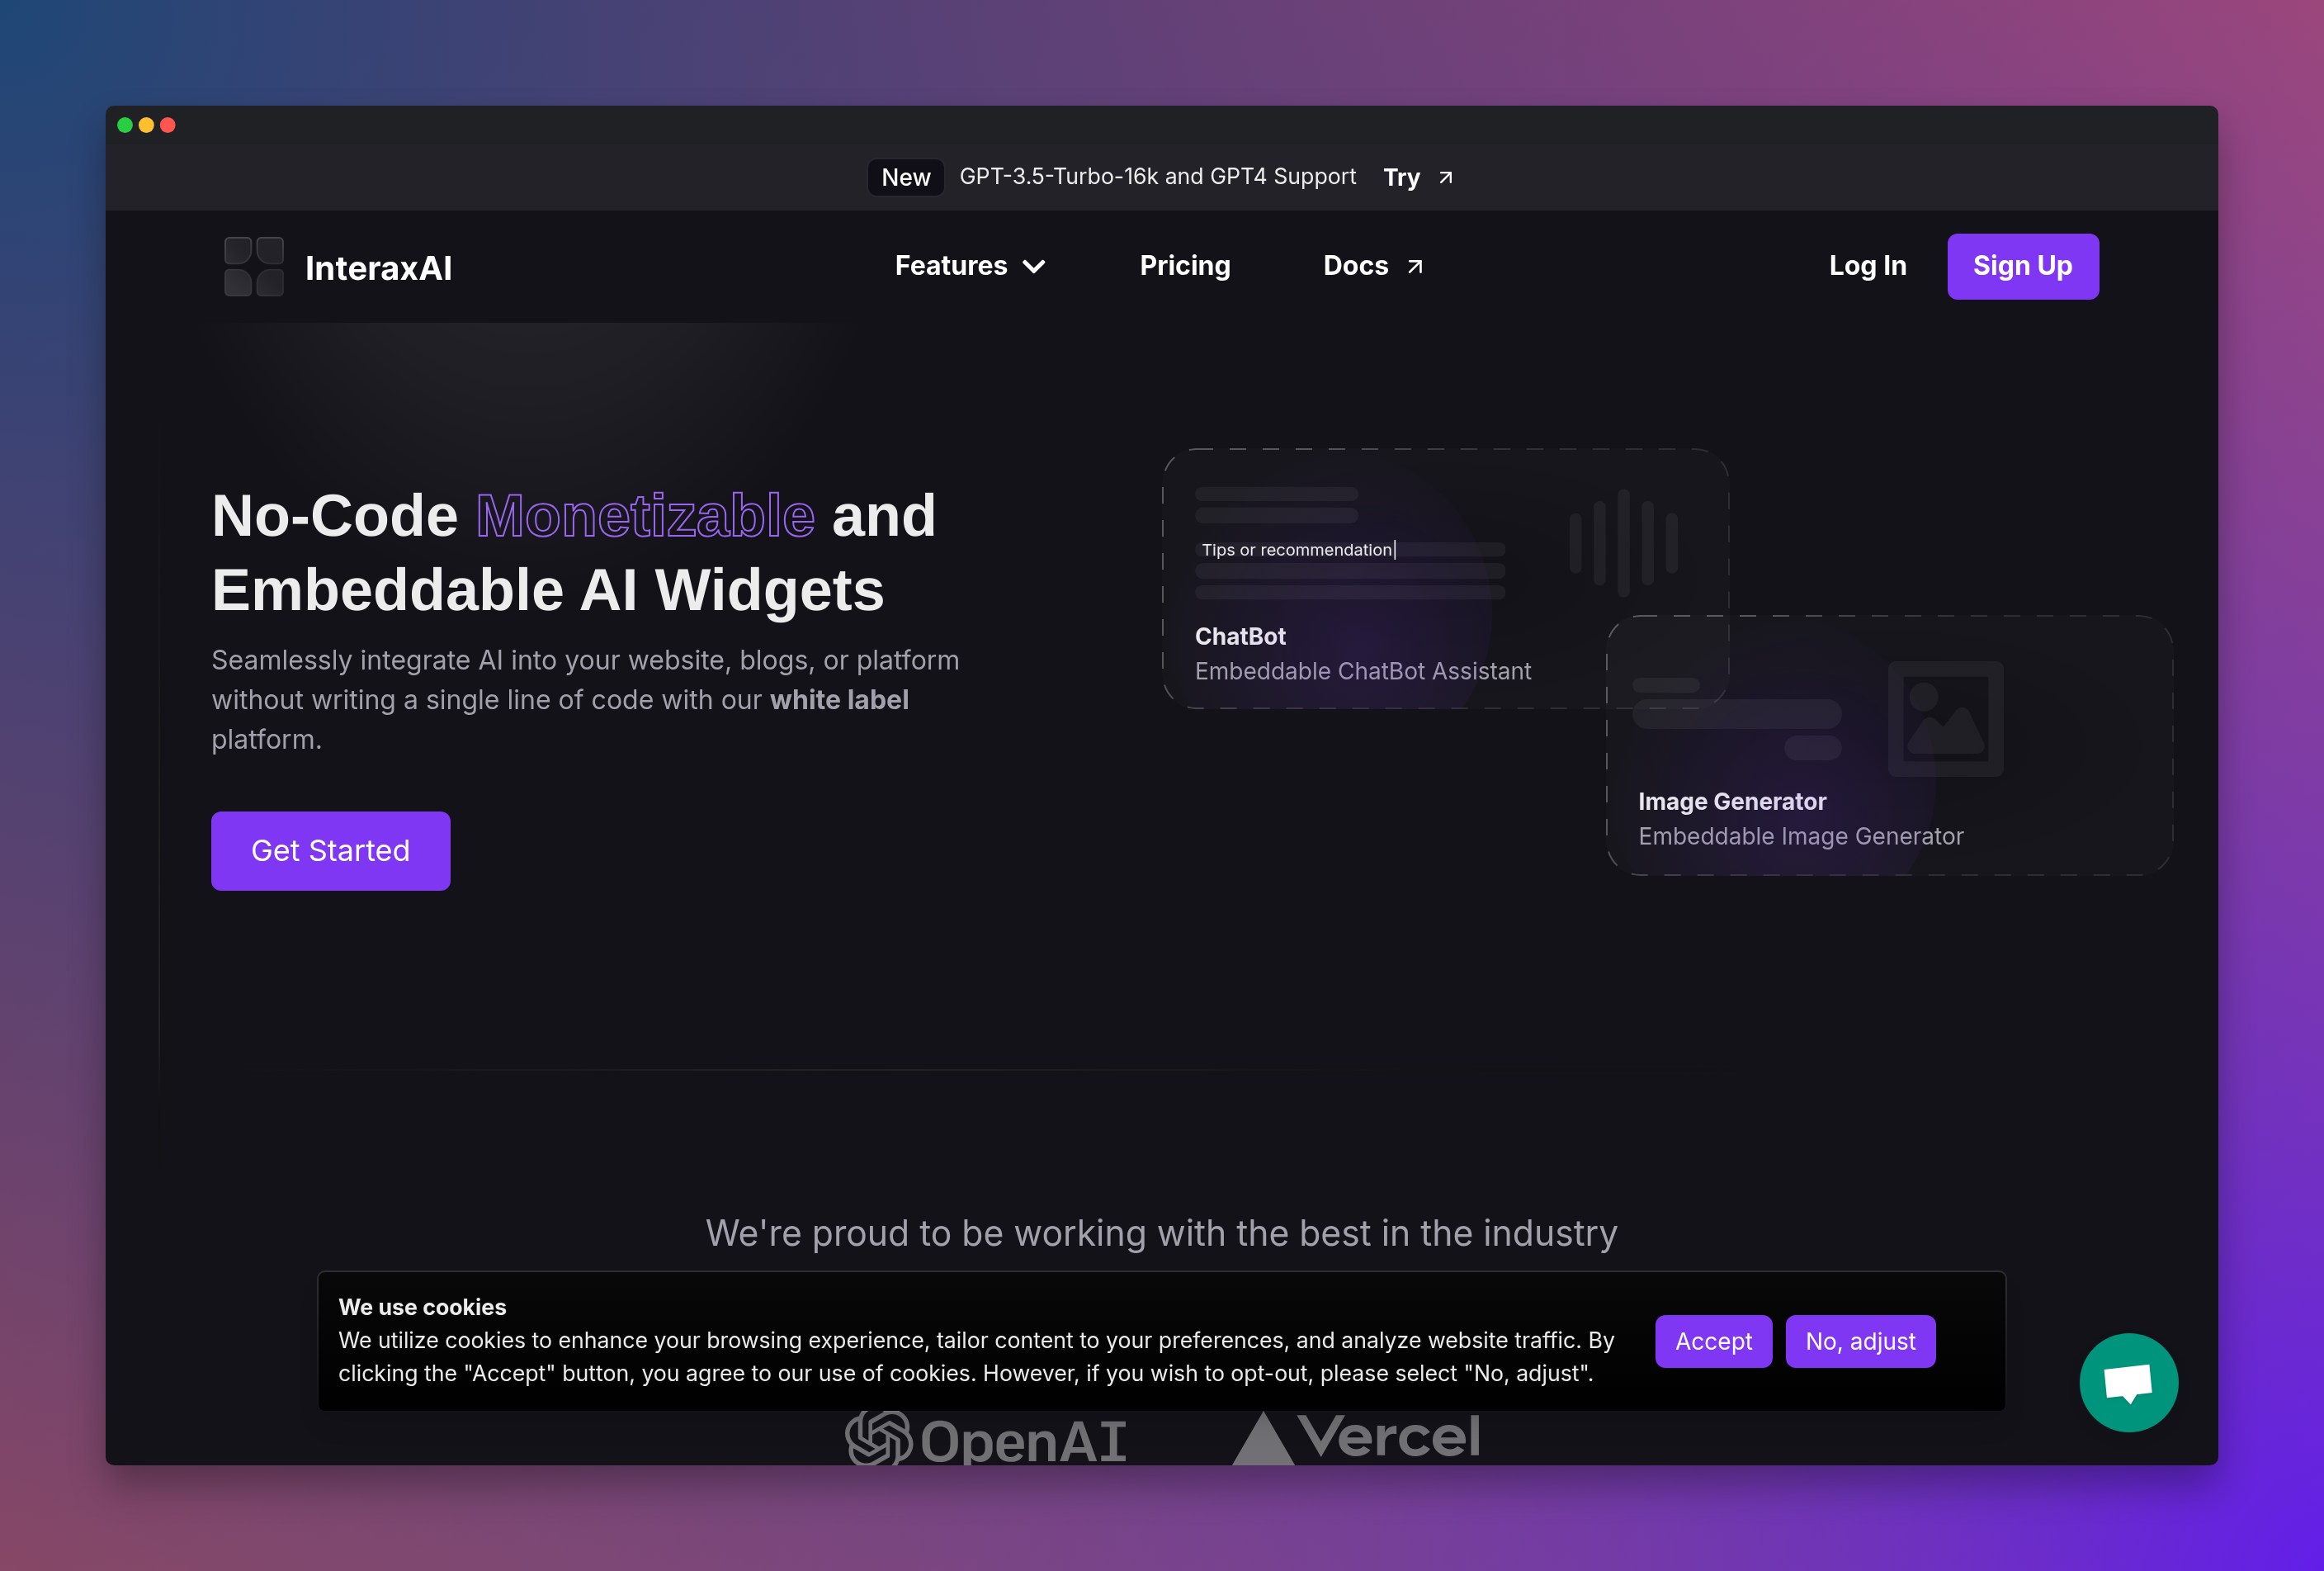 New GPT-3.5-Turbo-16k and GPT4 Support Try
InteraxAI Features Pricing Docs Log In Sign Up
No-Code Monetizable and
Embeddable AI Widgets
Seamlessly integrate AI into your website, blogs, or platform
without writing a single line of code with our white label
platform.
Get Started
Tips or recommendation
ChatBot
Embeddable ChatBot Assistant
Image Generator
Embeddable Image Generator
We're proud to be working with the best in the industry
We use cookies
We utilize cookies to enhance your browsing experience, tailor content to your preferences, and analyze website traffic. By
clicking the "Accept" button, you agree to our use of cookies. However, if you wish to opt-out, please select "No, adjust".
Accept No, adjust
OpenAI Vercel